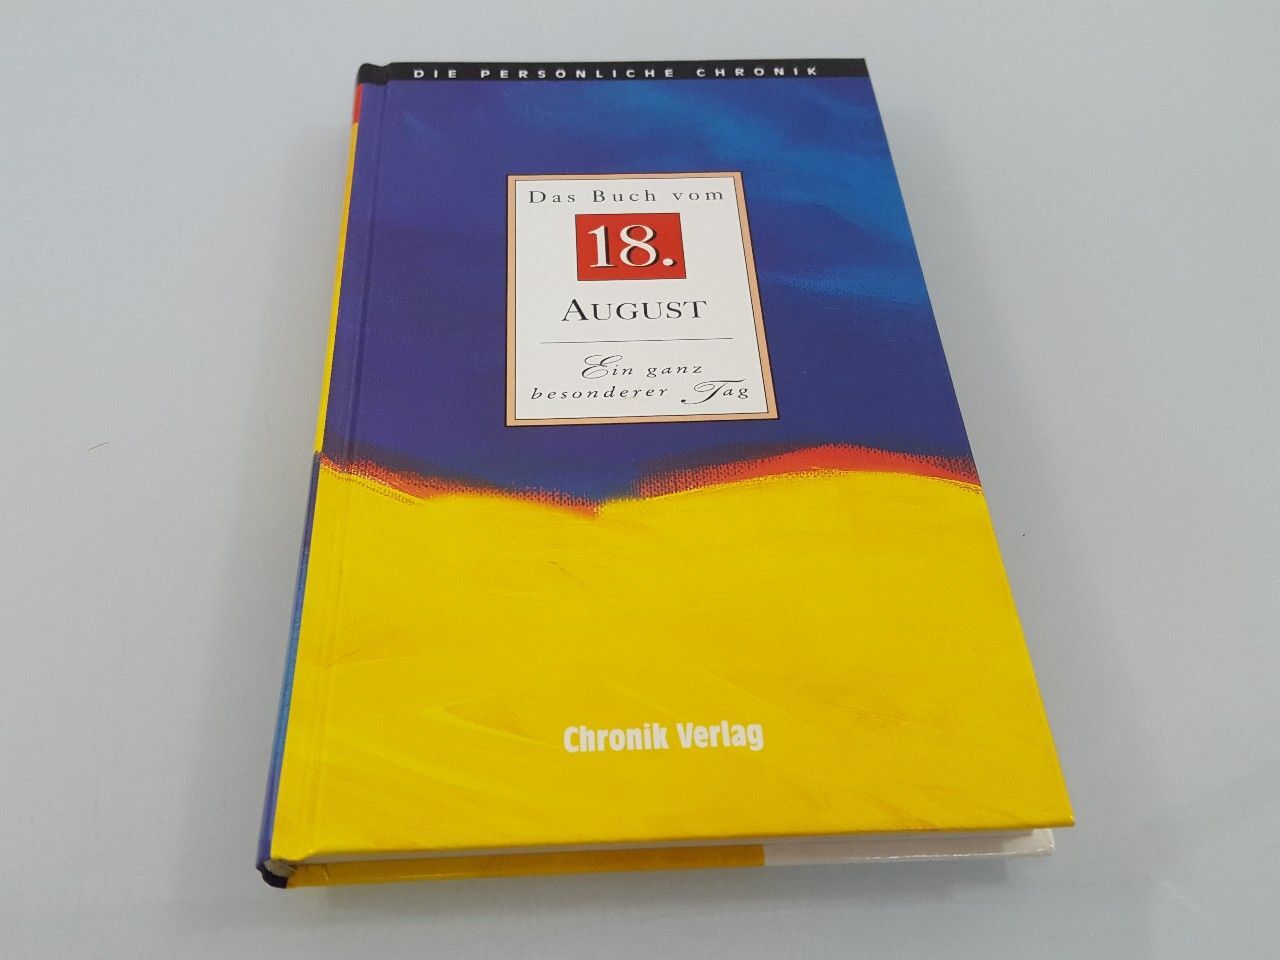 DIE PERSÖNLICHE CHRONIK
Das Buch vom
18.
AUGUST
Ein ganz
besonderer Tag
Chronik Verlag